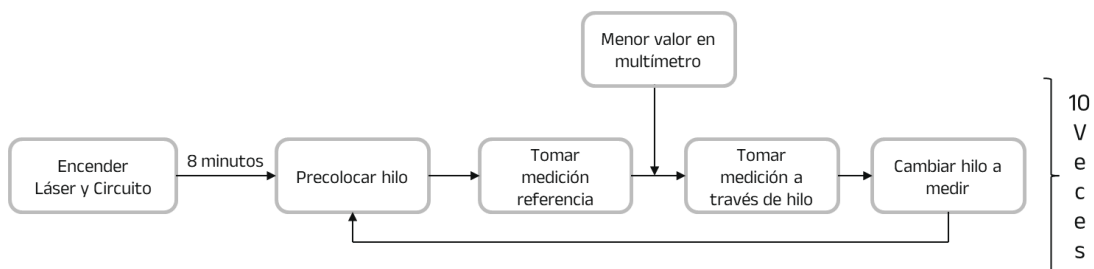 Menor valor en
multímetro
Encender
Láser y Circuito
8 minutos
Precolocar hilo
Tomar
medición
referencia
Tomar
medición a
través de hilo
Cambiar hilo a
medir
10
V
e
c
e
s